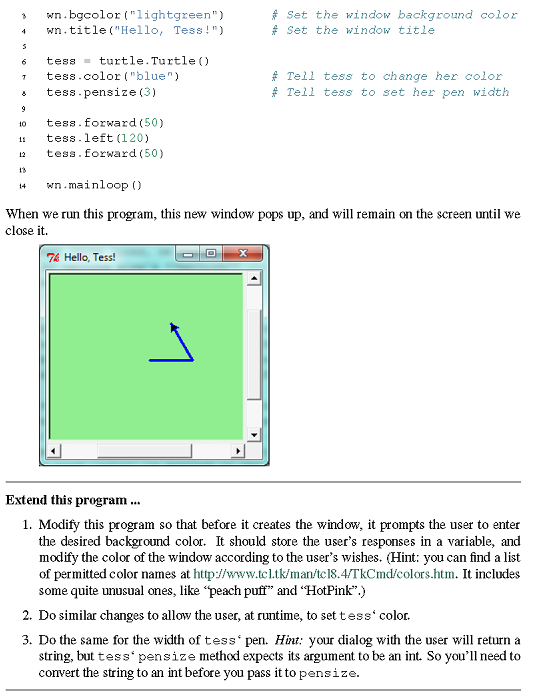 3 wn.bgcolor("lightgreen") # Set the window background color
4 wn.title("Hello, Tess!") # Set the window title
5
6 tess = turtle.Turtle()
7 tess.color("blue") # Tell tess to change her color
8 tess.pensize(3) # Tell tess to set her pen width
9
10 tess.forward(50)
11 tess.left(120)
12 tess.forward(50)
13
14 wn.mainloop()
When we run this program, this new window pops up, and will remain on the screen until we
close it.
Hello, Tess!
Extend this program ...
1. Modify this program so that before it creates the window, it prompts the user to enter
the desired background color. It should store the user's responses in a variable, and
modify the color of the window according to the user's wishes. (Hint: you can find a list
of permitted color names at http://www.tcl.tk/man/tcl8.4/TkCmd/colors.htm. It includes
some quite unusual ones, like “peach puff” and “HotPink”.)
2. Do similar changes to allow the user, at runtime, to set tess‘ color.
3. Do the same for the width of tess‘ pen. Hint: your dialog with the user will return a
string, but tess‘ pensize method expects its argument to be an int. So you'll need to
convert the string to an int before you pass it to pensize.